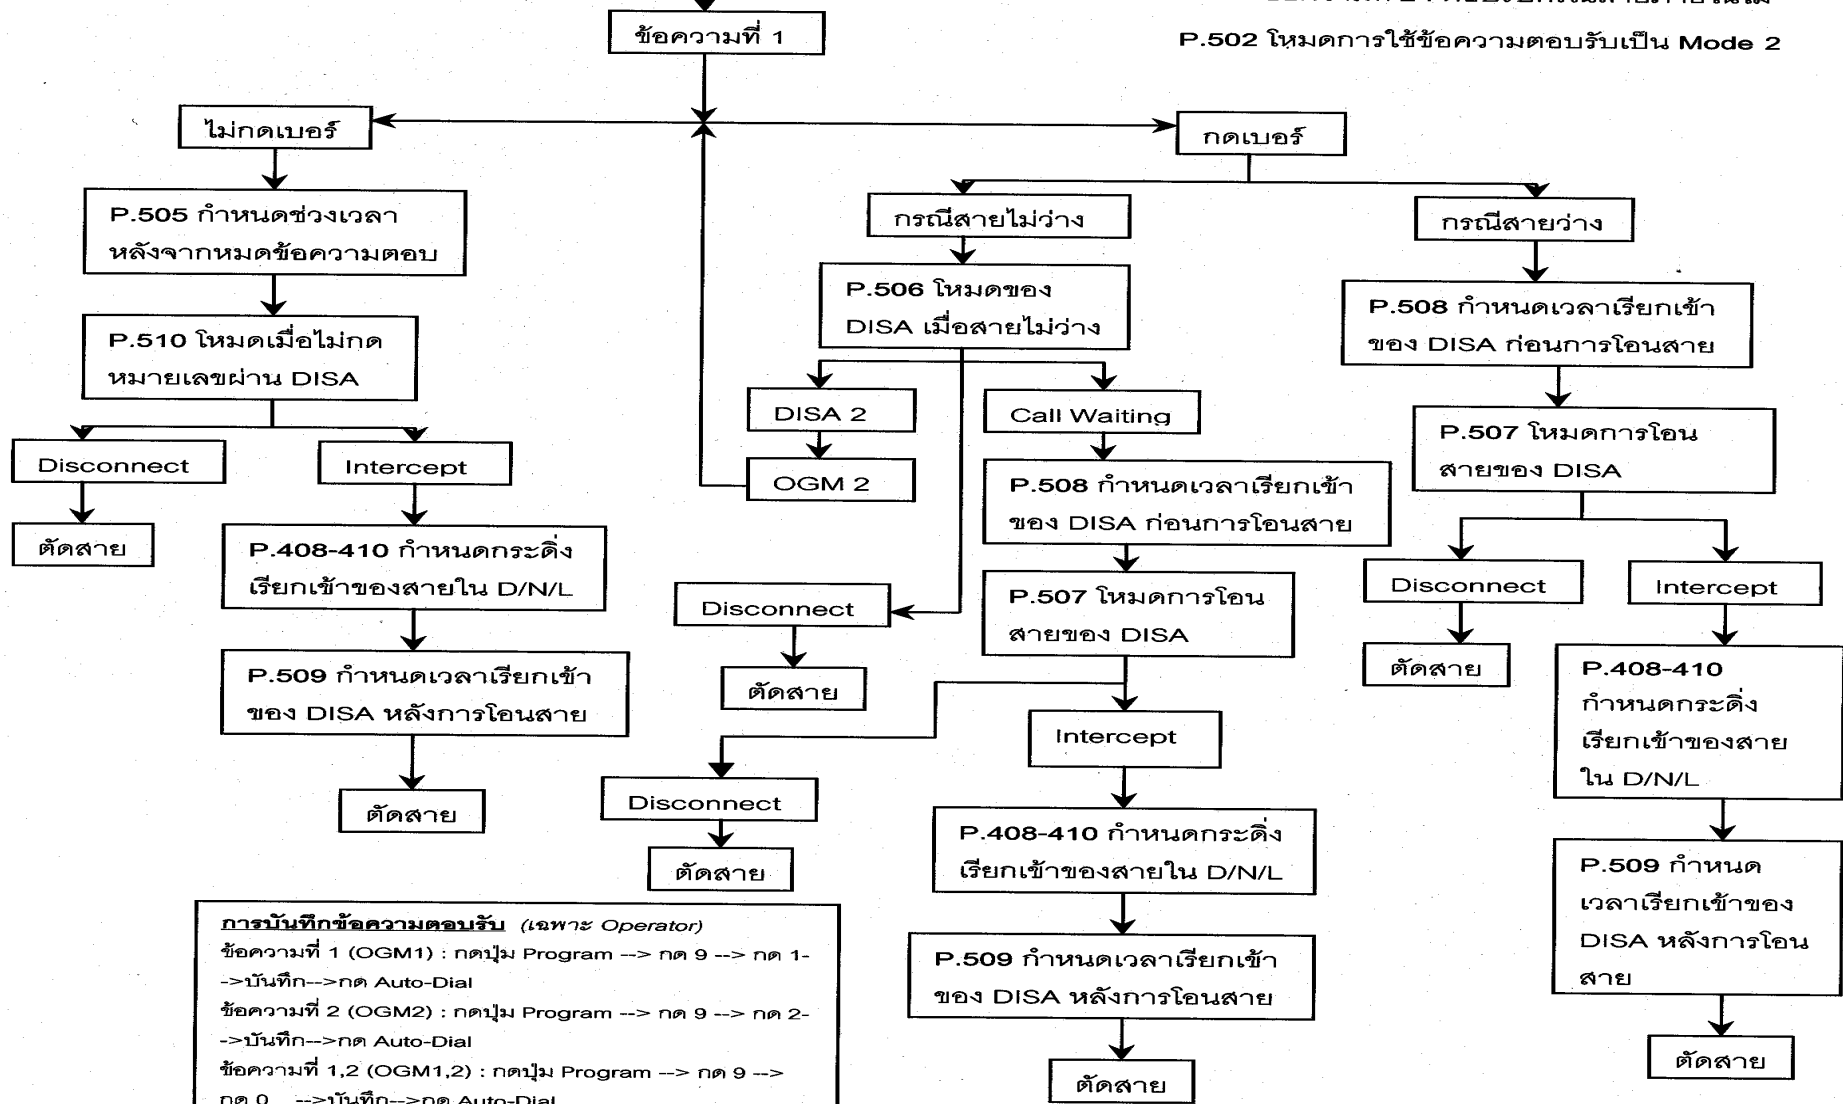 ข้อความที่ 1
P.502 โหมดการใช้ข้อความตอบรับเป็น Mode 2
ไม่กดเบอร์
กดเบอร์
P.505 กำหนดช่วงเวลา
หลังจากหมดข้อความตอบ
P.510 โหมดเมื่อไม่กด
หมายเลขผ่าน DISA
Disconnect
ตัดสาย
Intercept
P.408-410 กำหนดกระดิ่ง
เรียกเข้าของสายใน D/N/L
P.509 กำหนดเวลาเรียกเข้า
ของ DISA หลังการโอนสาย
ตัดสาย
กรณีสายไม่ว่าง
P.506 โหมดของ
DISA เมื่อสายไม่ว่าง
DISA 2
OGM 2
Disconnect
ตัดสาย
Call Waiting
P.508 กำหนดเวลาเรียกเข้า
ของ DISA ก่อนการโอนสาย
P.507 โหมดการโอน
สายของ DISA
Disconnect
ตัดสาย
Intercept
P.408-410 กำหนดกระดิ่ง
เรียกเข้าของสายใน D/N/L
P.509 กำหนดเวลาเรียกเข้า
ของ DISA หลังการโอนสาย
ตัดสาย
กรณีสายว่าง
P.508 กำหนดเวลาเรียกเข้า
ของ DISA ก่อนการโอนสาย
P.507 โหมดการโอน
สายของ DISA
Disconnect
ตัดสาย
Intercept
P.408-410
กำหนดกระดิ่ง
เรียกเข้าของสาย
ใน D/N/L
P.509 กำหนด
เวลาเรียกเข้าของ
DISA หลังการโอน
สาย
ตัดสาย
การบันทึกข้อความตอบรับ (เฉพาะ Operator)
ข้อความที่ 1 (OGM1) : กดปุ่ม Program --> กด 9 --> กด 1-
->บันทึก-->กด Auto-Dial
ข้อความที่ 2 (OGM2) : กดปุ่ม Program --> กด 9 --> กด 2-
->บันทึก-->กด Auto-Dial
ข้อความที่ 1,2 (OGM1,2) : กดปุ่ม Program --> กด 9 -->
กด 0 -->บันทึก-->กด Auto-Dial